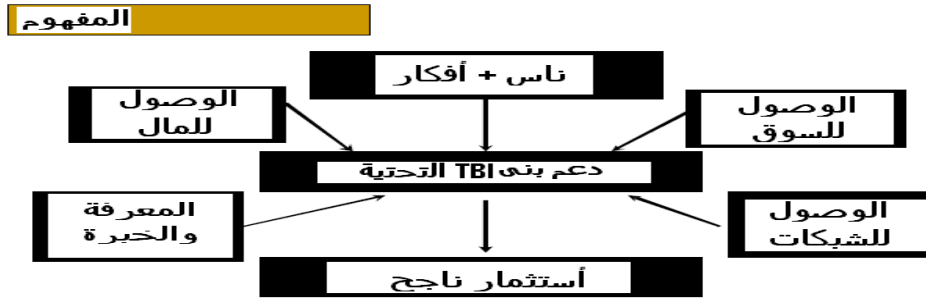 المفهوم
ناس + أفكار
الوصول
للسوق
الوصول
للمال
دعم بنى TBI التحتية
الوصول
للشبكات
المعرفة
والخبرة
أستثمار ناجح